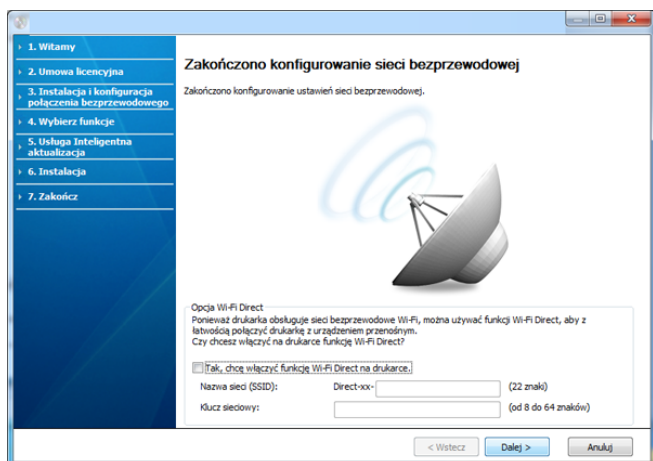 1. Witamy
2. Umowa licencyjna
3. Instalacja i konfiguracja
połączenia bezprzewodowego
4. Wybierz funkcje
5. Usługa Inteligentna
aktualizacja
6. Instalacja
7. Zakończ
Zakończono konfigurowanie sieci bezprzewodowej
Zakończono konfigurowanie ustawień sieci bezprzewodowej.
Opcja Wi-Fi Direct
Ponieważ drukarka obsługuje sieci bezprzewodowe Wi-Fi, można używać funkcji Wi-Fi Direct, aby z
łatwością połączyć drukarkę z urządzeniem przenośnym.
Czy chcesz włączyć na drukarce funkcję Wi-Fi Direct?
Tak, chcę włączyć funkcję Wi-Fi Direct na drukarce.
Nazwa sieci (SSID): Direct-xx- (22 znaki)
Klucz sieciowy: (od 8 do 64 znaków)
< Wstecz Dalej > Anuluj